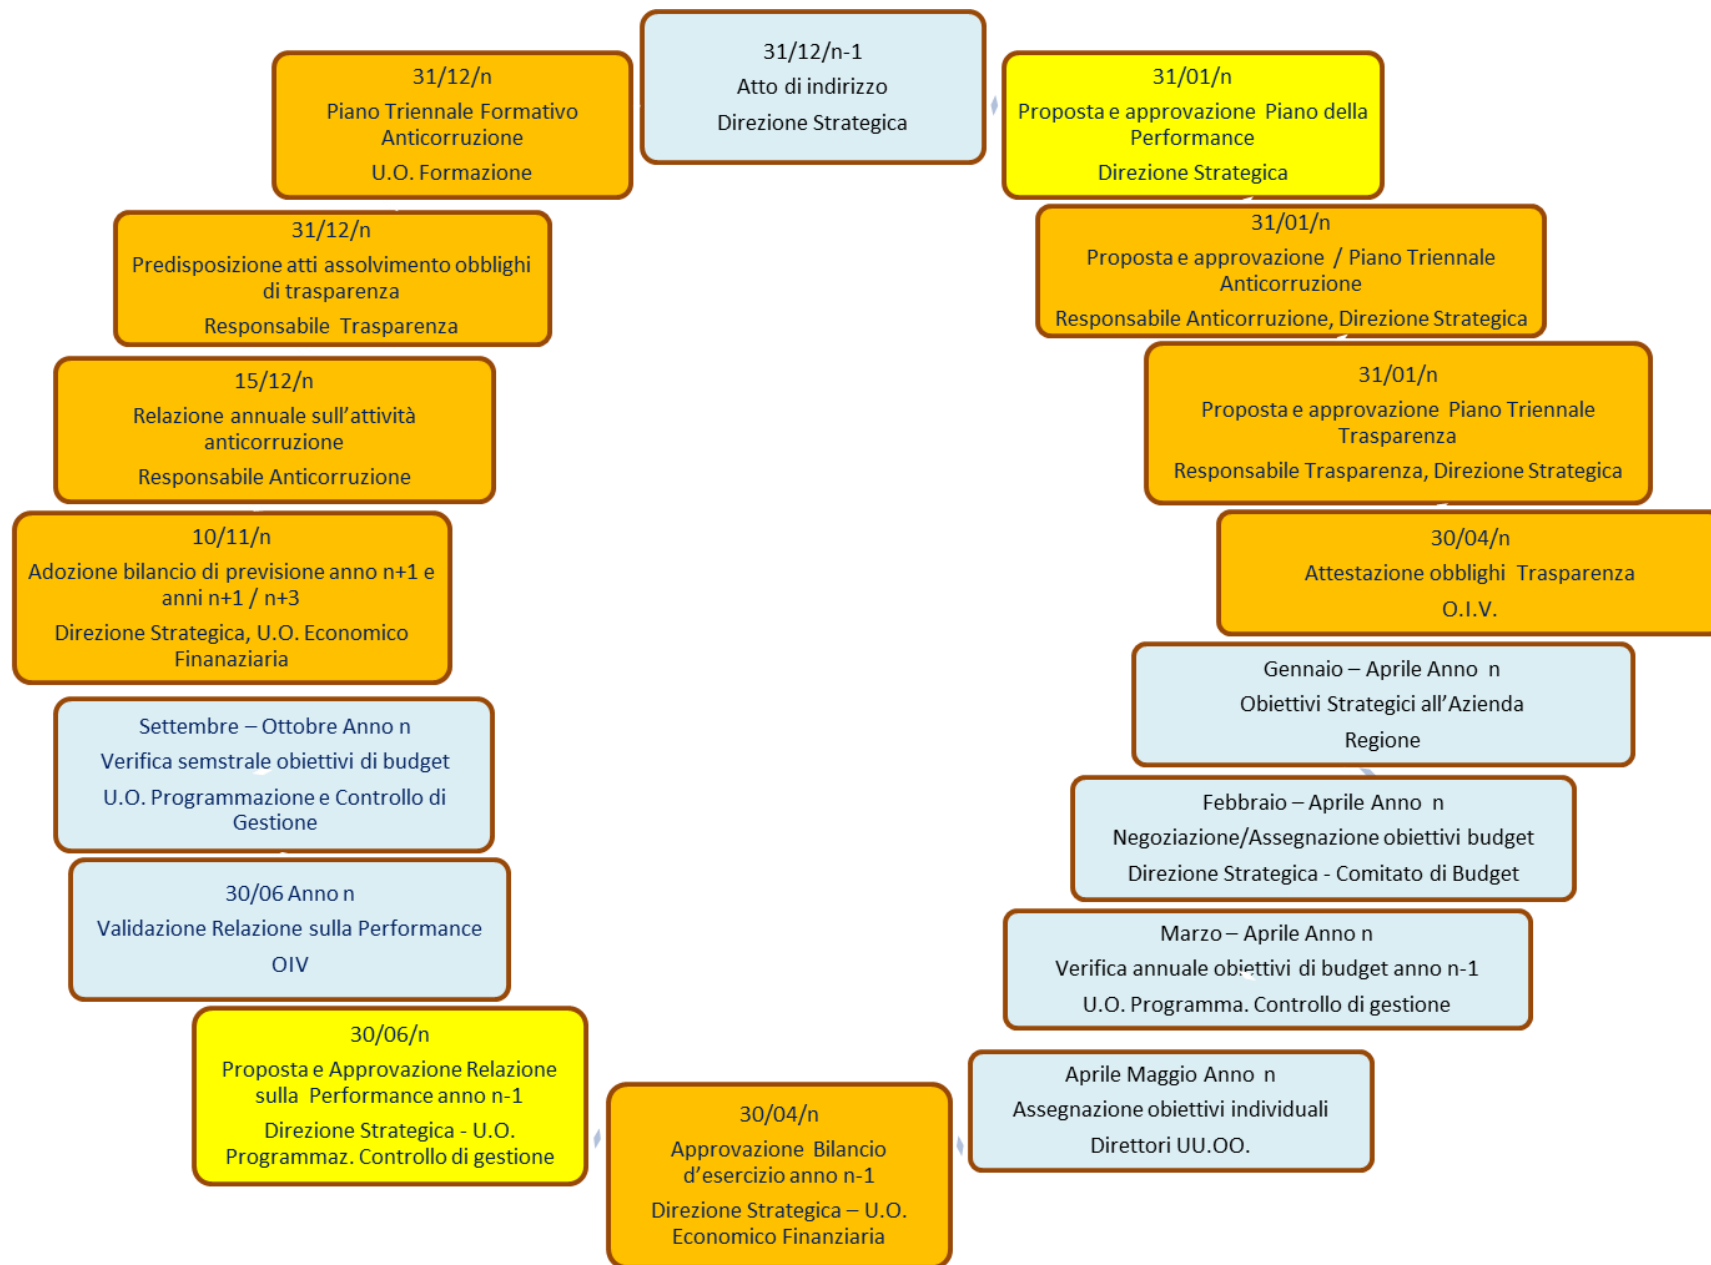 31/12/n-1
Atto di indirizzo
Direzione Strategica
31/01/n
Proposta e approvazione Piano della
Performance
Direzione Strategica
31/01/n
Proposta e approvazione / Piano Triennale
Anticorruzione
Responsabile Anticorruzione, Direzione Strategica
31/01/n
Proposta e approvazione Piano Triennale
Trasparenza
Responsabile Trasparenza, Direzione Strategica
30/04/n
Attestazione obblighi Trasparenza
O.I.V.
Gennaio – Aprile Anno n
Obiettivi Strategici all'Azienda
Regione
Febbraio – Aprile Anno n
Negoziazione/Assegnazione obiettivi budget
Direzione Strategica - Comitato di Budget
Marzo – Aprile Anno n
Verifica annuale obiettivi di budget anno n-1
U.O. Programma. Controllo di gestione
Aprile Maggio Anno n
Assegnazione obiettivi individuali
Direttori UU.OO.
30/04/n
Approvazione Bilancio
d'esercizio anno n-1
Direzione Strategica – U.O.
Economico Finanziaria
30/06/n
Proposta e Approvazione Relazione
sulla Performance anno n-1
Direzione Strategica - U.O.
Programmaz. Controllo di gestione
30/06 Anno n
Validazione Relazione sulla Performance
OIV
Settembre – Ottobre Anno n
Verifica semstrale obiettivi di budget
U.O. Programmazione e Controllo di
Gestione
10/11/n
Adozione bilancio di previsione anno n+1 e
anni n+1 / n+3
Direzione Strategica, U.O. Economico
Finanaziaria
15/12/n
Relazione annuale sull'attività
anticorruzione
Responsabile Anticorruzione
31/12/n
Predisposizione atti assolvimento obblighi
di trasparenza
Responsabile Trasparenza
31/12/n
Piano Triennale Formativo
Anticorruzione
U.O. Formazione